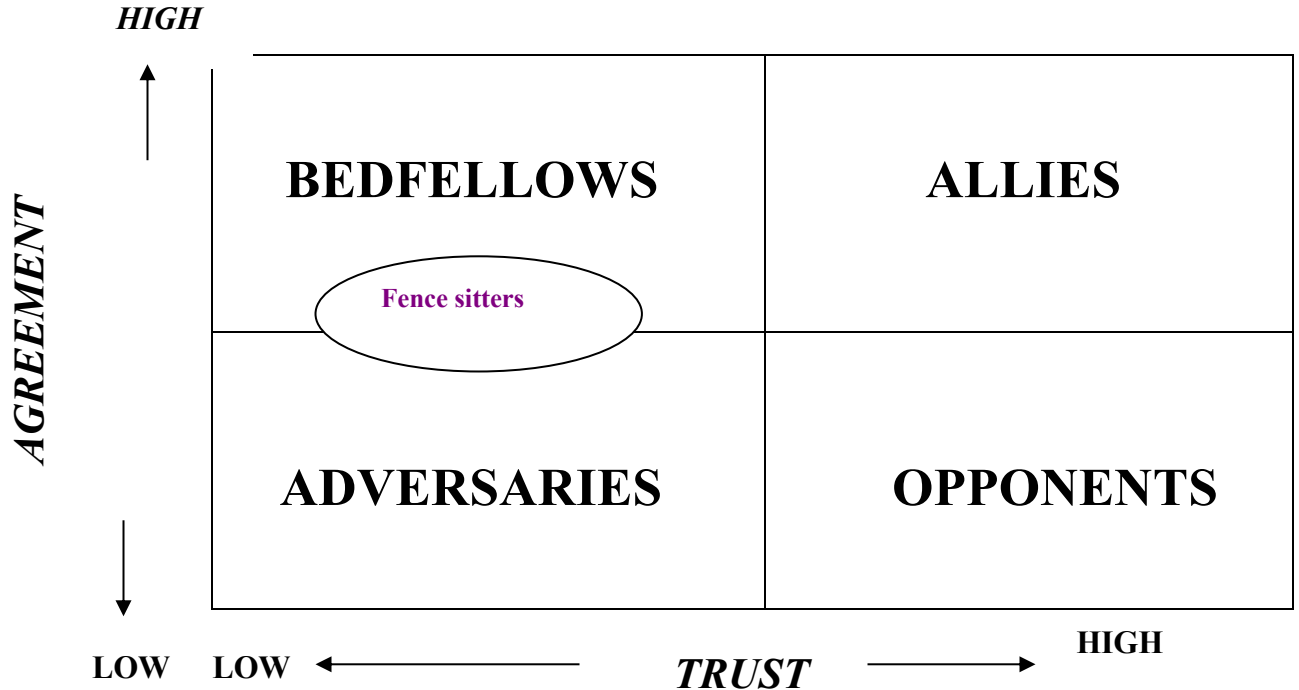 HIGH
BEDFELLOWS
ALLIES
AGREEMENT
Fence sitters
ADVERSARIES
OPPONENTS
LOW
LOW
TRUST
HIGH